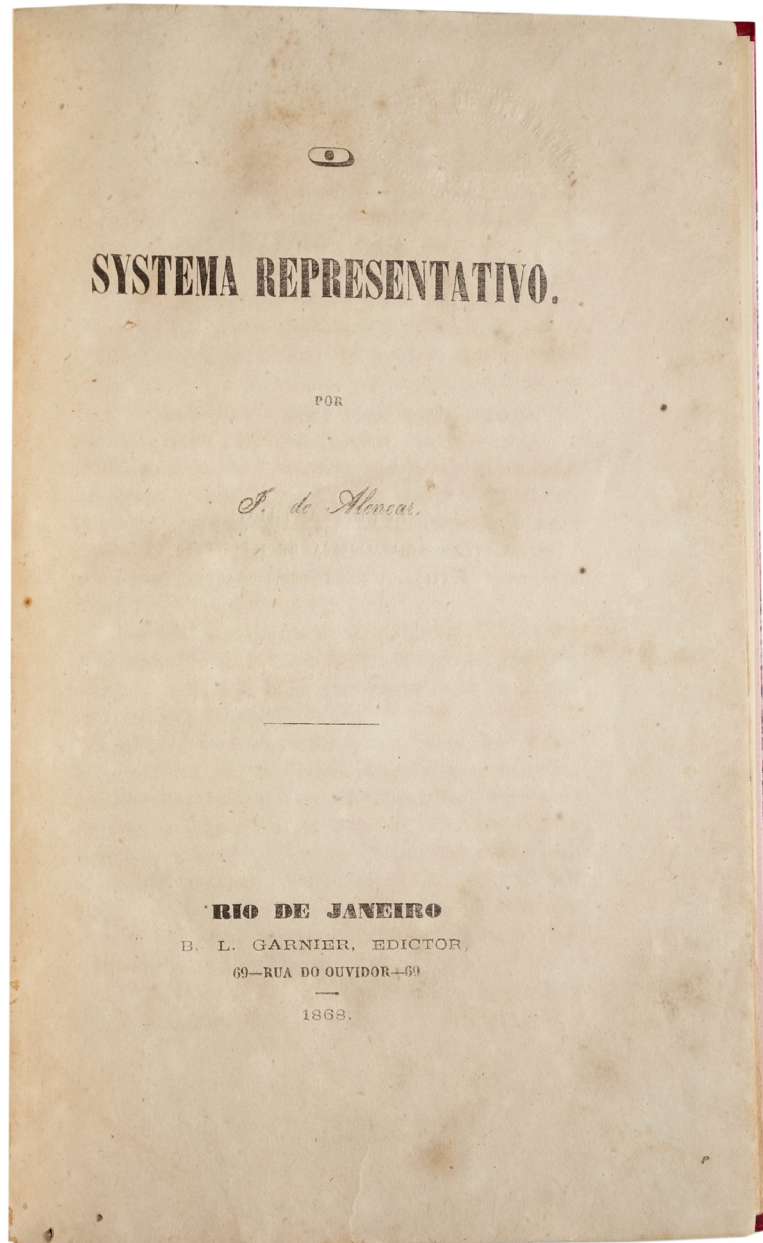 O
SYSTEMA REPRESENTATIVO.
POR
J. de Alencar.
RIO DE JANEIRO
B. L. GARNIER, EDICTOR,
69—RUA DO OUVIDOR—69
1868.